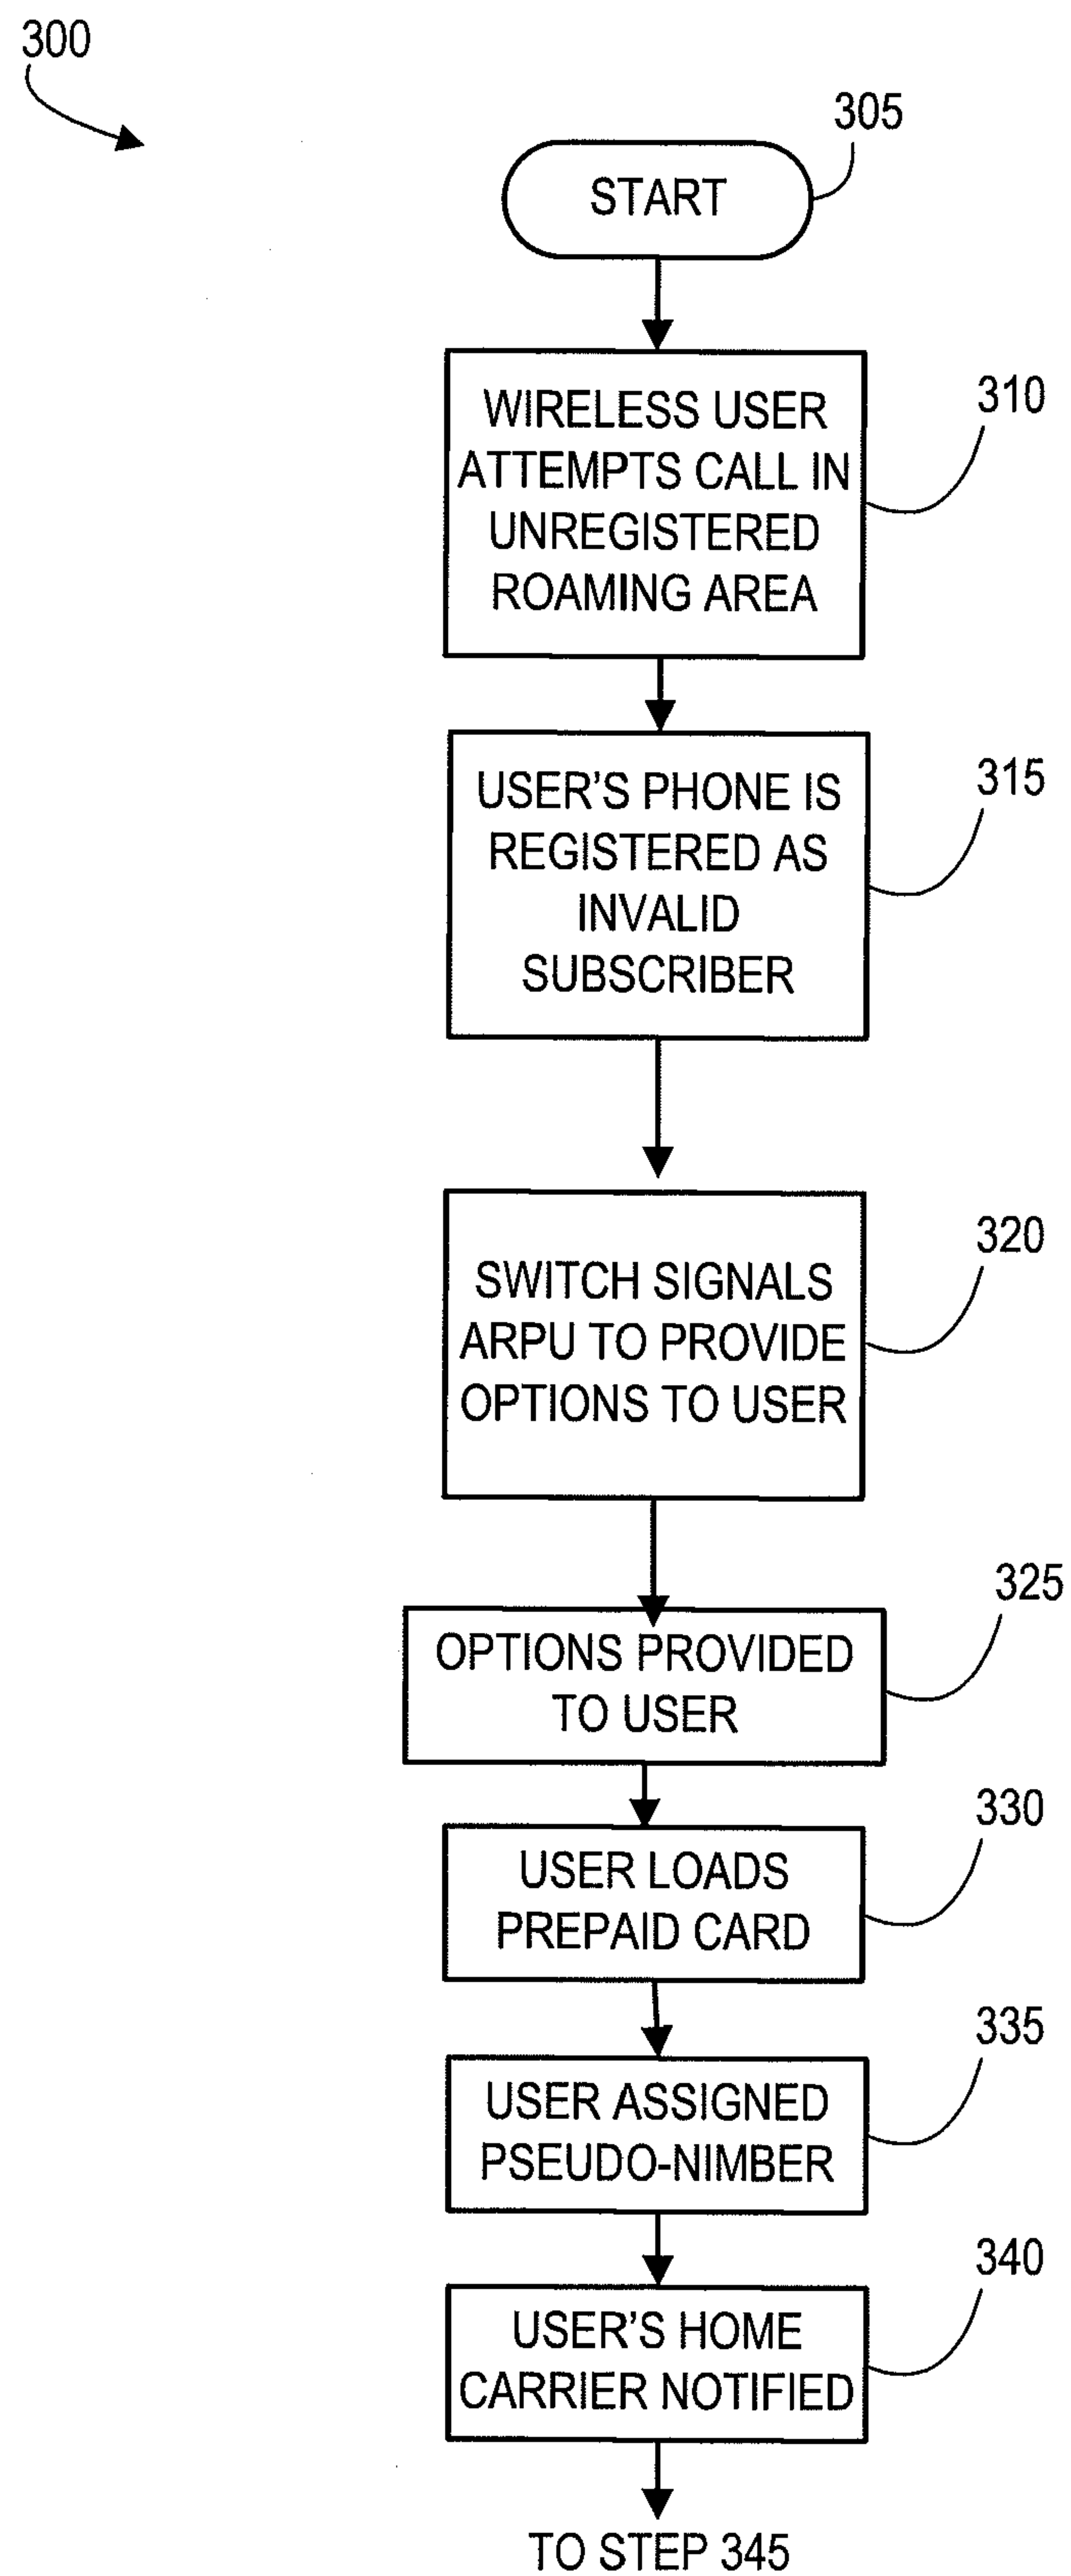 300
305
START
310
WIRELESS USER
ATTEMPTS CALL IN
UNREGISTERED
ROAMING AREA
315
USER'S PHONE IS
REGISTERED AS
INVALID
SUBSCRIBER
320
SWITCH SIGNALS
ARPU TO PROVIDE
OPTIONS TO USER
325
OPTIONS PROVIDED
TO USER
330
USER LOADS
PREPAID CARD
335
USER ASSIGNED
PSEUDO-NIMBER
340
USER'S HOME
CARRIER NOTIFIED
TO STEP 345